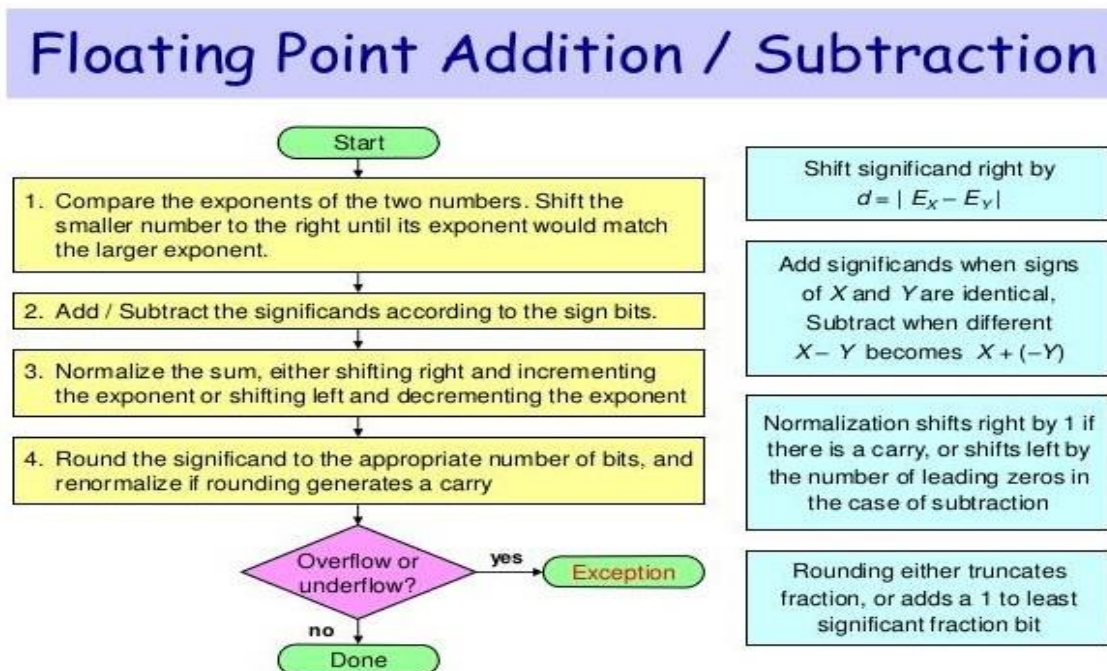 Floating Point Addition / Subtraction
Start
1. Compare the exponents of the two numbers. Shift the
smaller number to the right until its exponent would match
the larger exponent.
2. Add / Subtract the significands according to the sign bits.
3. Normalize the sum, either shifting right and incrementing
the exponent or shifting left and decrementing the exponent
4. Round the significand to the appropriate number of bits, and
renormalize if rounding generates a carry
Overflow or
underflow?
yes
Exception
no
Done
Shift significand right by
d = | E_X – E_Y |
Add significands when signs
of X and Y are identical,
Subtract when different
X – Y becomes X + (–Y)
Normalization shifts right by 1 if
there is a carry, or shifts left by
the number of leading zeros in
the case of subtraction
Rounding either truncates
fraction, or adds a 1 to least
significant fraction bit